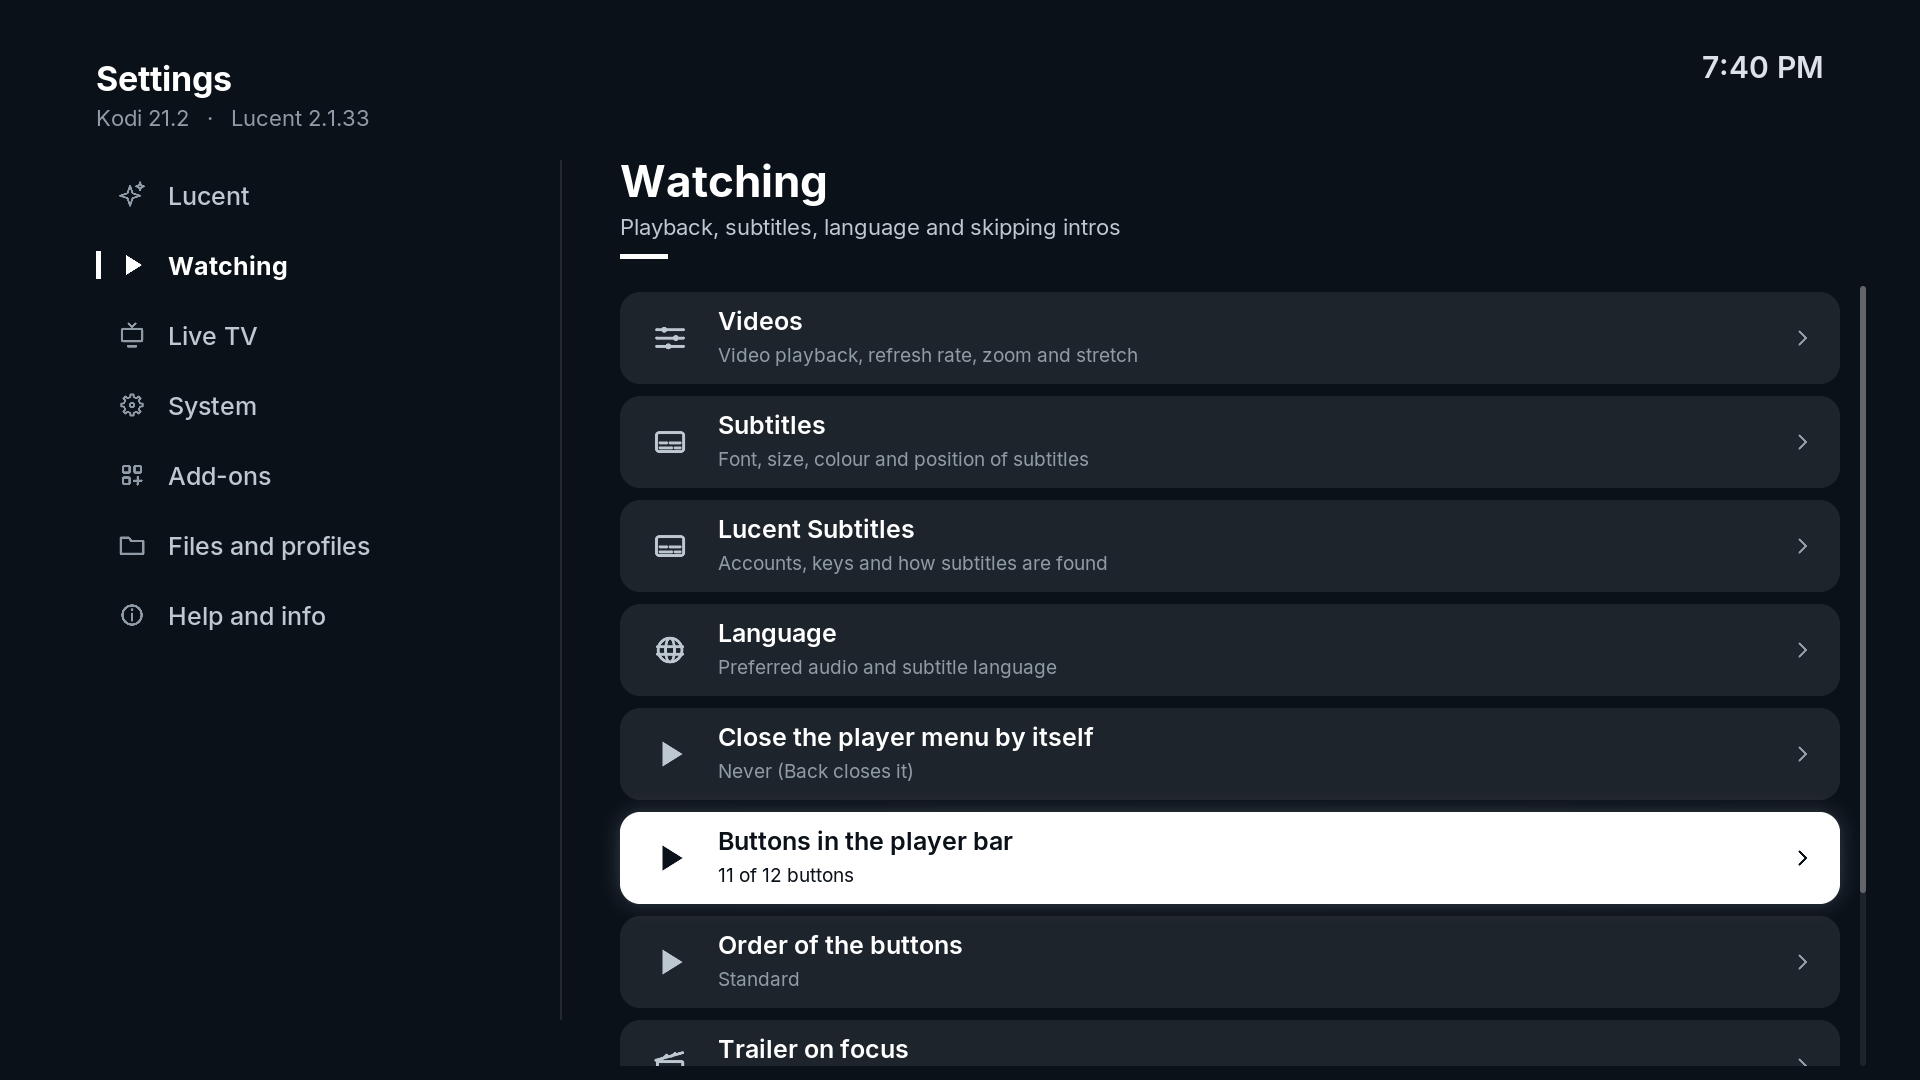 Settings
Kodi 21.2 · Lucent 2.1.33
7:40 PM
Lucent
Watching
Live TV
System
Add-ons
Files and profiles
Help and info
Watching
Playback, subtitles, language and skipping intros
Videos
Video playback, refresh rate, zoom and stretch
Subtitles
Font, size, colour and position of subtitles
Lucent Subtitles
Accounts, keys and how subtitles are found
Language
Preferred audio and subtitle language
Close the player menu by itself
Never (Back closes it)
Buttons in the player bar
11 of 12 buttons
Order of the buttons
Standard
Trailer on focus